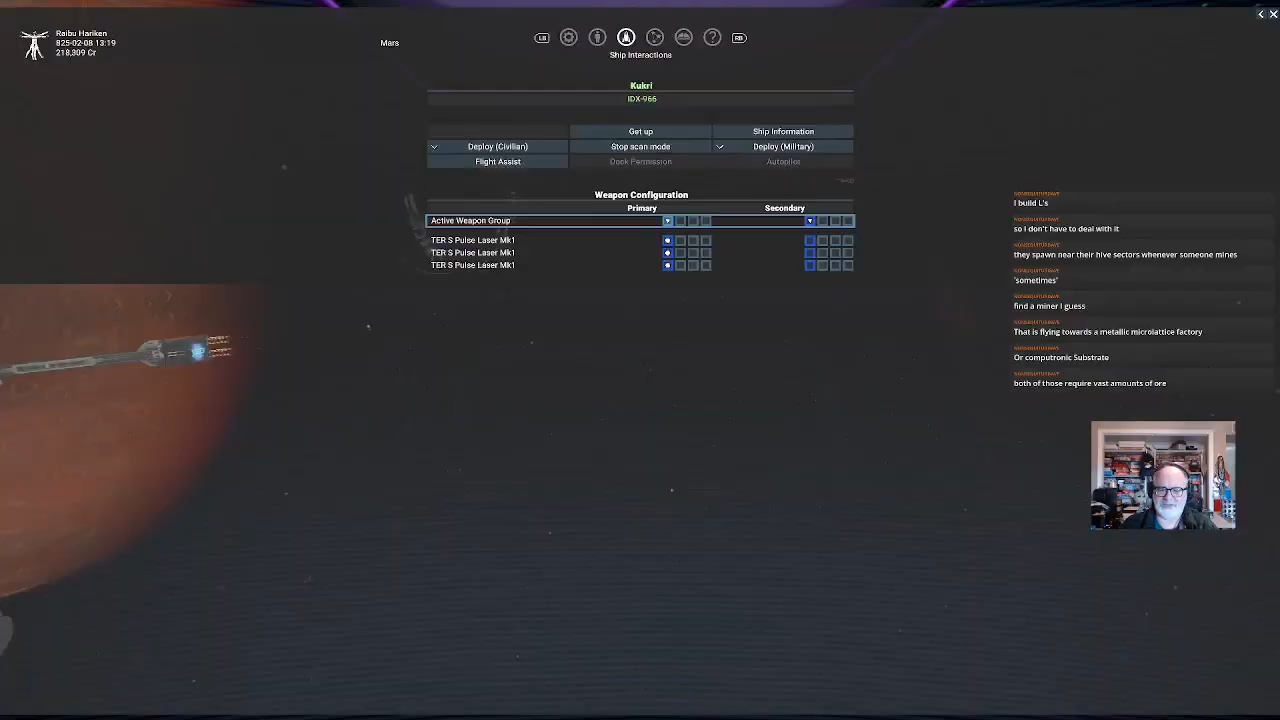 Raibu Hariken
825-02-08 13:19
218,309 Cr
Mars
LB
RB
Ship Interactions
Kukri
IDX-966
Get up
Ship Information
Deploy (Civilian)
Stop scan mode
Deploy (Military)
Flight Assist
Dock Permission
Autopilot
Weapon Configuration
Primary
Secondary
Active Weapon Group
TER S Pulse Laser Mk1
TER S Pulse Laser Mk1
TER S Pulse Laser Mk1
I build L's
so I don't have to deal with it
they spawn near their hive sectors whenever someone mines
'sometimes'
find a miner I guess
That is flying towards a metallic microlattice factory
Or computronic Substrate
both of those require vast amounts of ore